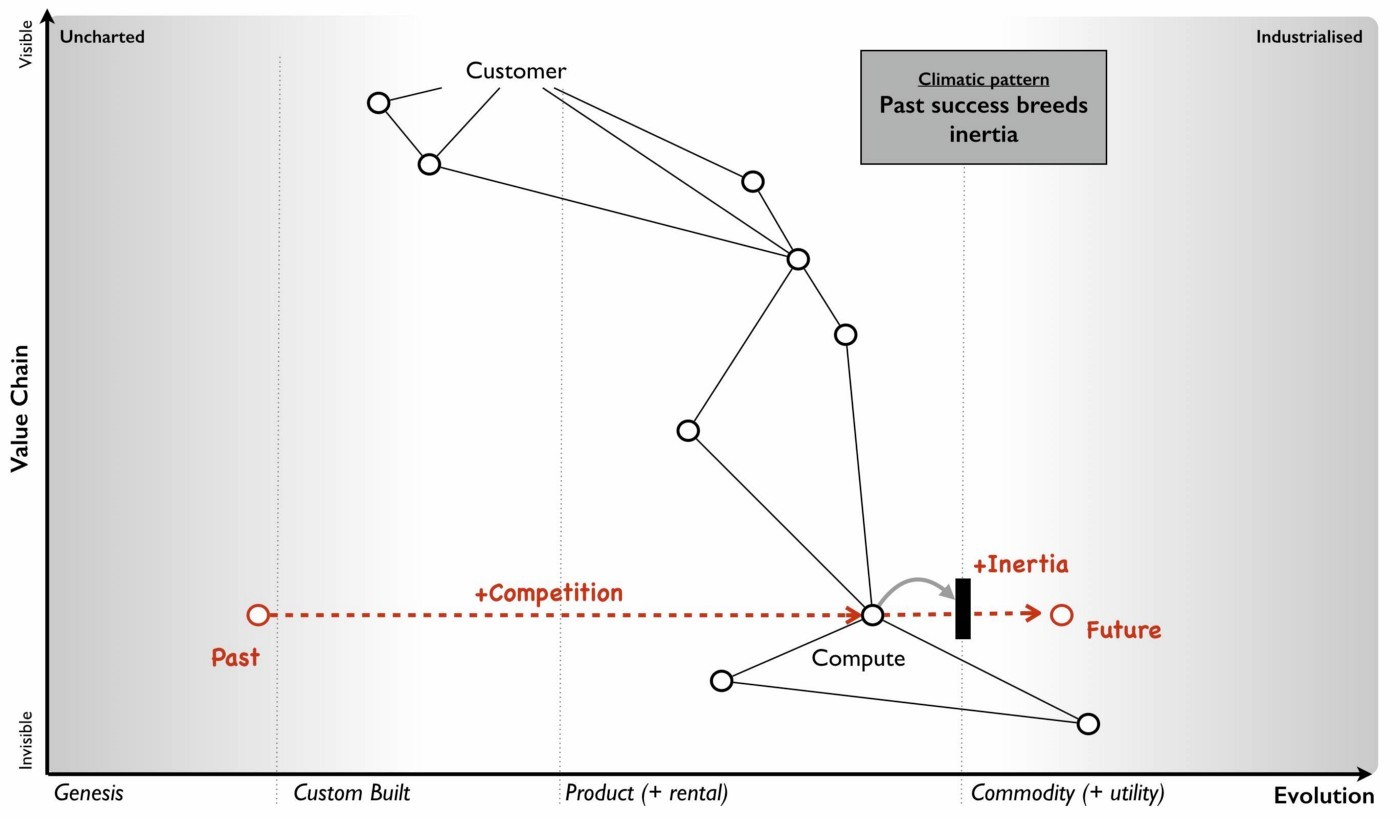 Visible
Uncharted
Industrialised
Customer
Climatic pattern
Past success breeds
inertia
Value Chain
+Inertia
+Competition
Future
Past
Compute
Invisible
Genesis
Custom Built
Product (+ rental)
Commodity (+ utility)
Evolution